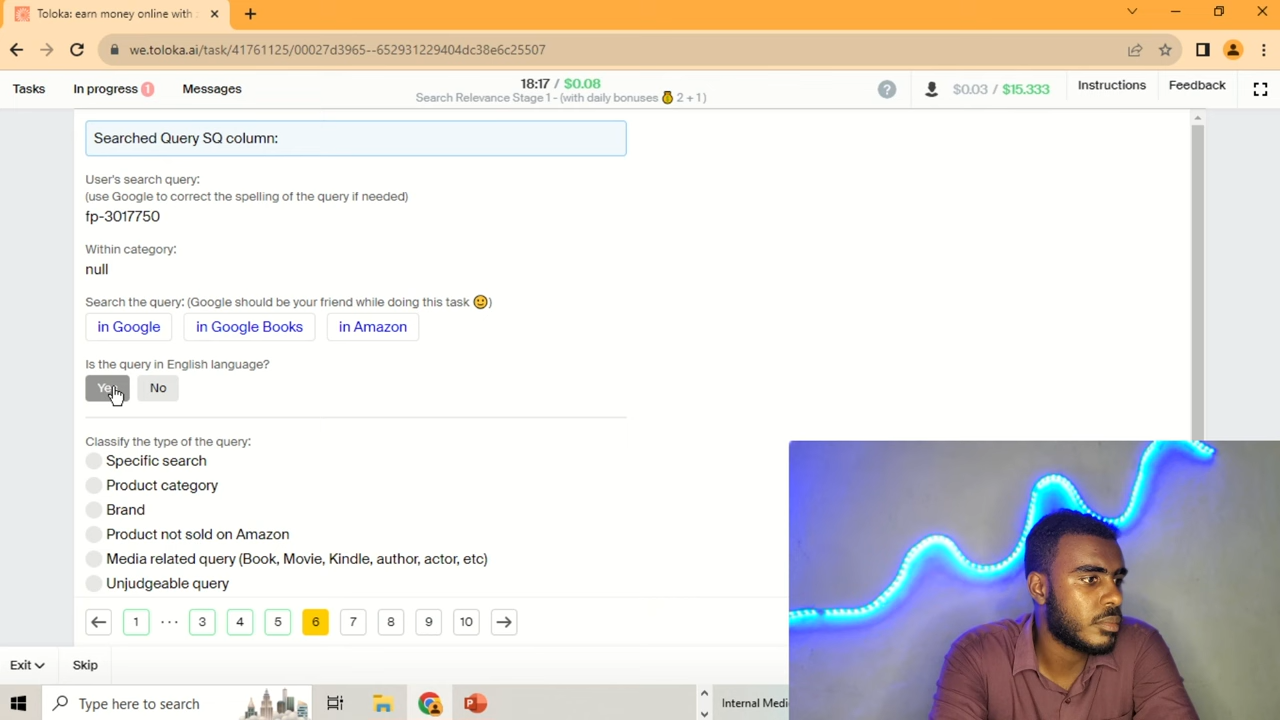 Toloka: earn money online with
we.toloka.ai/task/41761125/00027d3965--652931229404dc38e6c25507
Tasks In progress 1 Messages 18:17 / $0.08 ? $0.03 / $15.333 Instructions Feedback
Search Relevance Stage 1 - (with daily bonuses 💰 2 + 1)
Searched Query SQ column:
User's search query:
(use Google to correct the spelling of the query if needed)
fp-3017750
Within category:
null
Search the query: (Google should be your friend while doing this task 🙂)
in Google in Google Books in Amazon
Is the query in English language?
No
Classify the type of the query:
Specific search
Product category
Brand
Product not sold on Amazon
Media related query (Book, Movie, Kindle, author, actor, etc)
Unjudgeable query
1 ... 3 4 5 6 7 8 9 10
Exit Skip
Type here to search Internal Medi